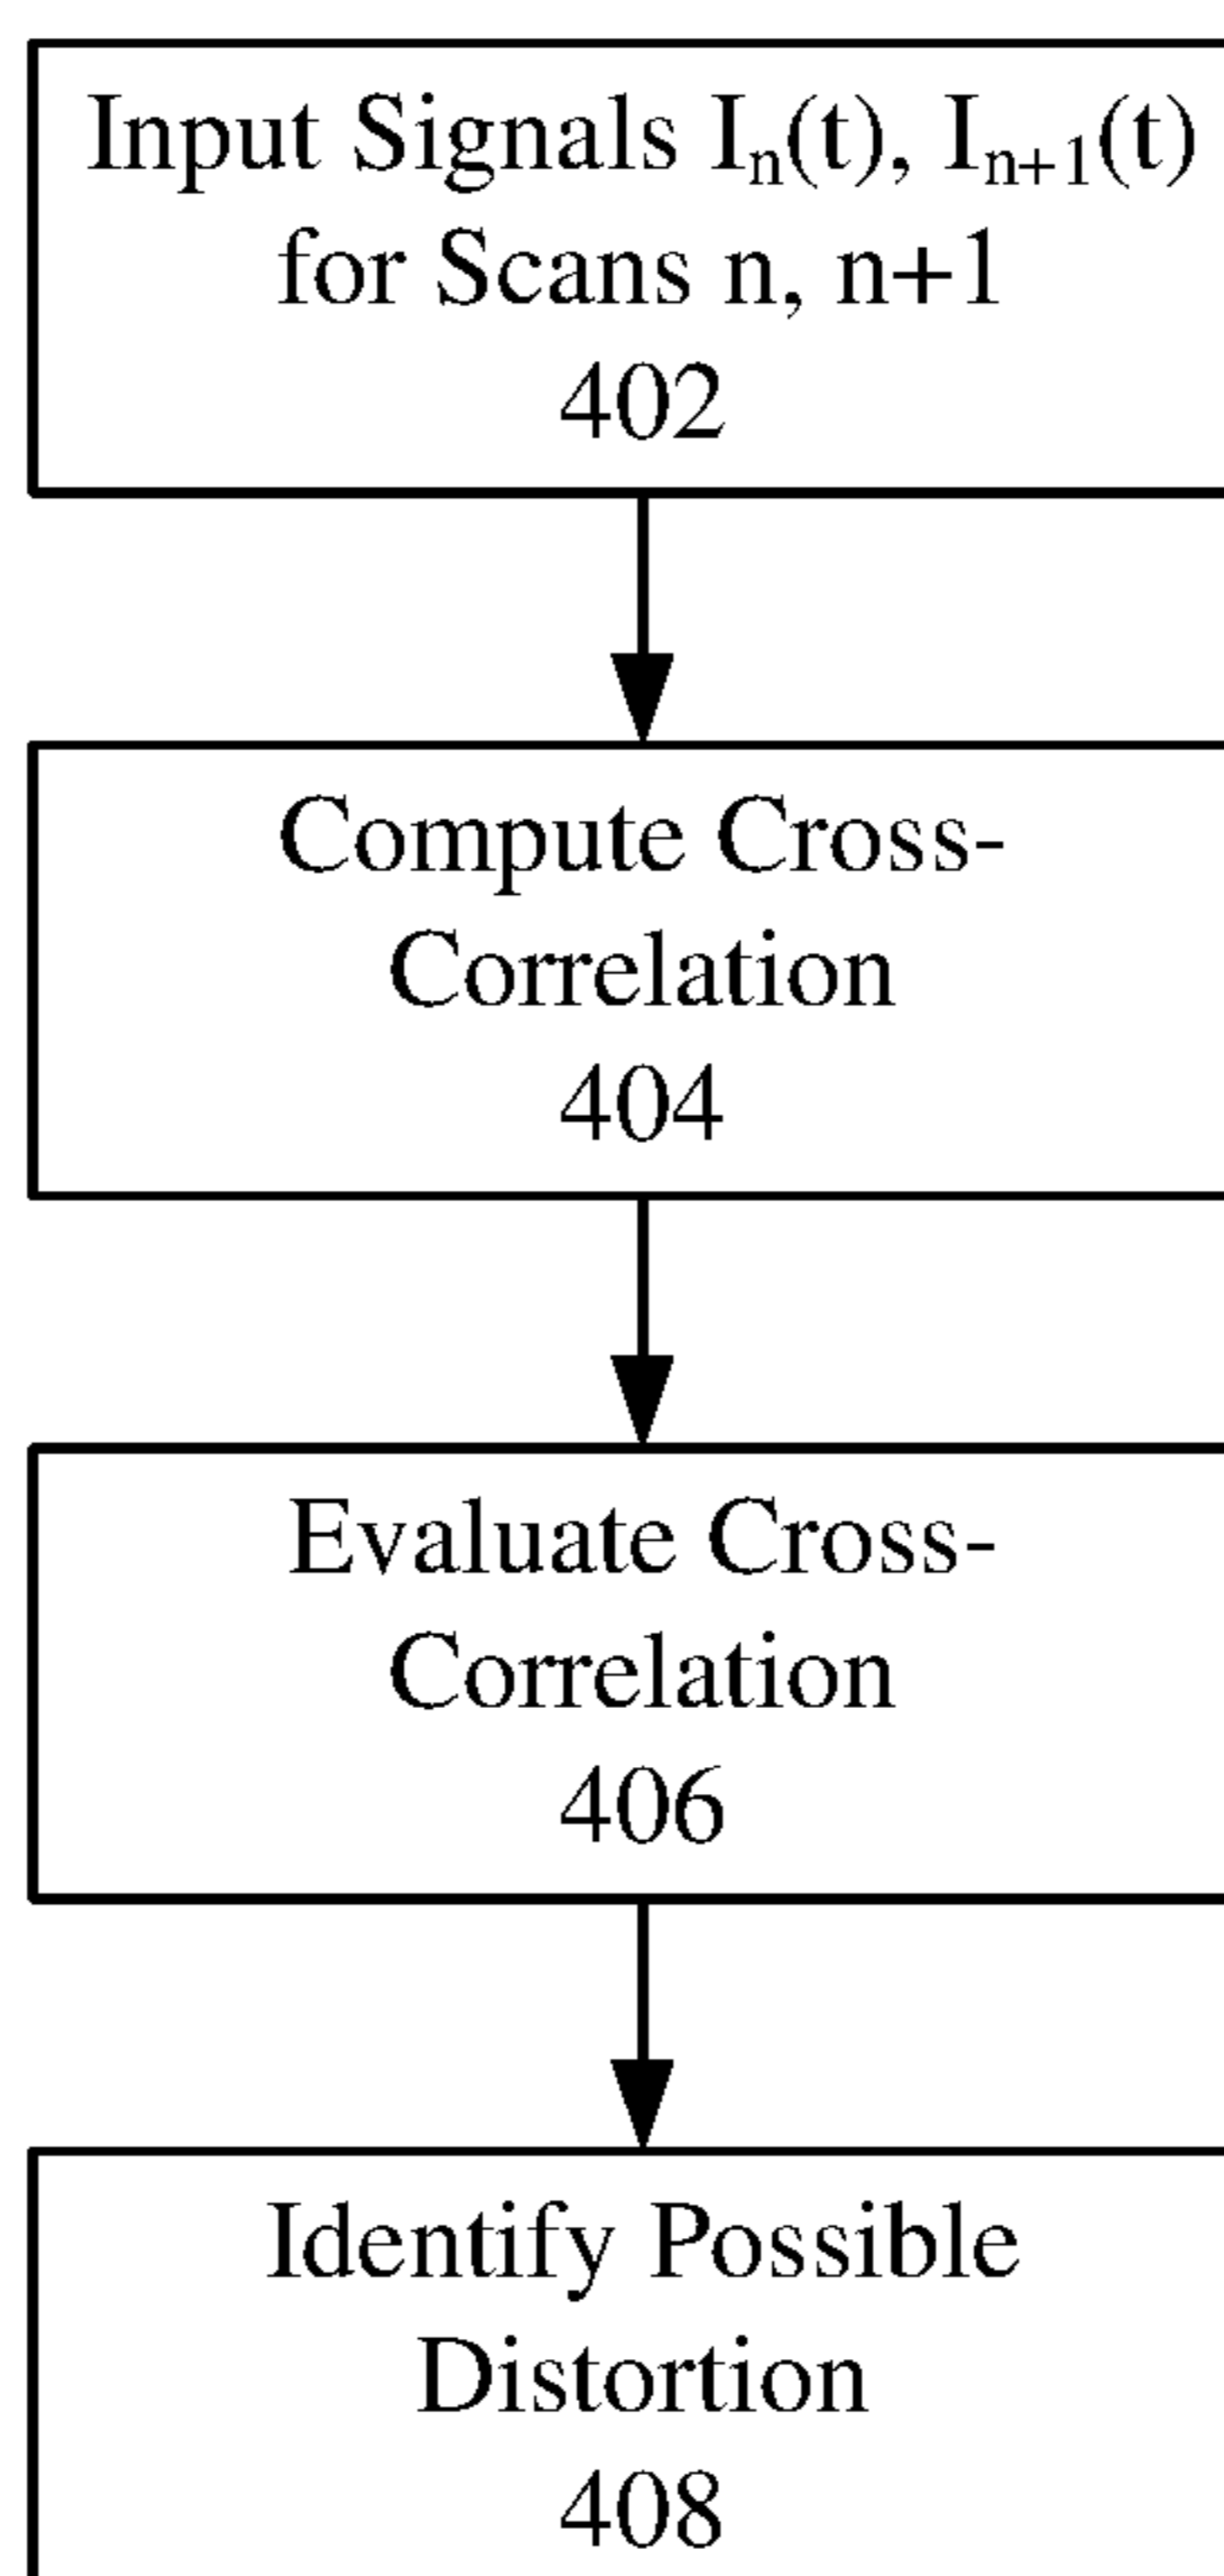 Input Signals Iₙ(t), Iₙ₊₁(t)
for Scans n, n+1
402
Compute Cross-
Correlation
404
Evaluate Cross-
Correlation
406
Identify Possible
Distortion
408